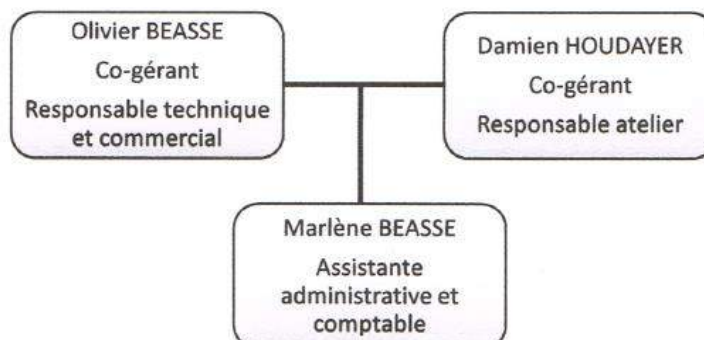 Olivier BEASSE
Co-gérant
Responsable technique
et commercial
Damien HOUDAYER
Co-gérant
Responsable atelier
Marlène BEASSE
Assistante
administrative et
comptable